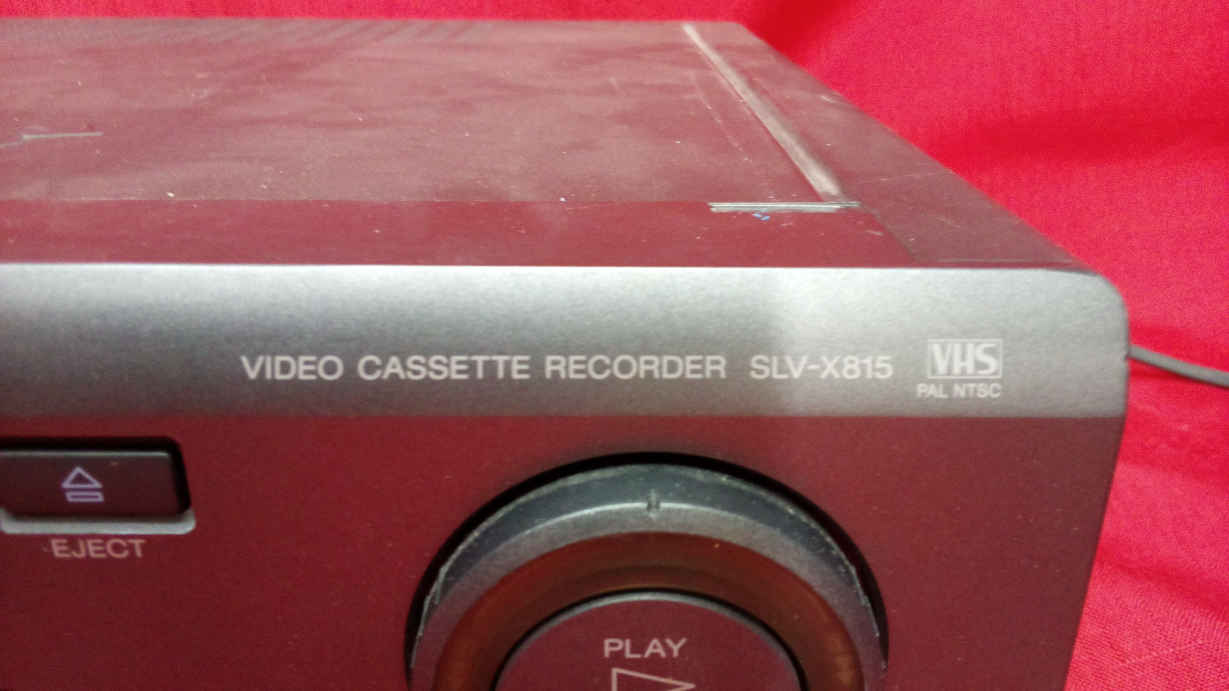 VIDEO CASSETTE RECORDER SLV-X815 VHS
PAL NTSC
EJECT
PLAY